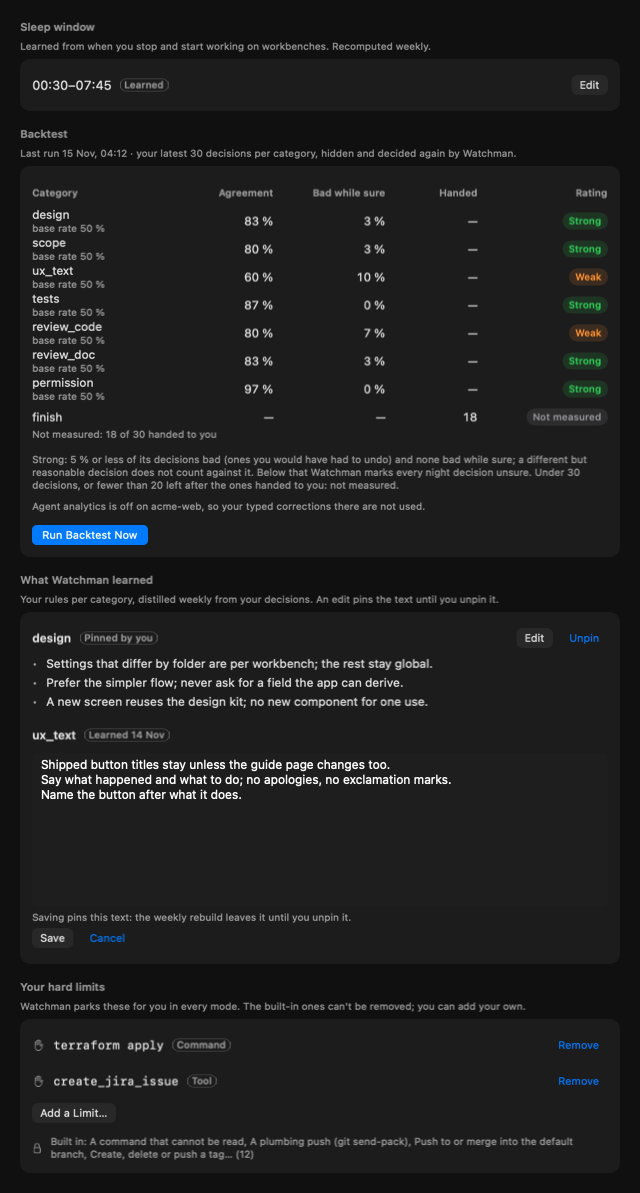 Sleep window
Learned from when you stop and start working on workbenches. Recomputed weekly.
00:30–07:45 Learned Edit
Backtest
Last run 15 Nov, 04:12 · your latest 30 decisions per category, hidden and decided again by Watchman.
Category Agreement Bad while sure Handed Rating
design 83 % 3 % — Strong
base rate 50 %
scope 80 % 3 % — Strong
base rate 50 %
ux_text 60 % 10 % — Weak
base rate 50 %
tests 87 % 0 % — Strong
base rate 50 %
review_code 80 % 7 % — Weak
base rate 50 %
review_doc 83 % 3 % — Strong
base rate 50 %
permission 97 % 0 % — Strong
base rate 50 %
finish — — 18 Not measured
Not measured: 18 of 30 handed to you
Strong: 5 % or less of its decisions bad (ones you would have had to undo) and none bad while sure; a different but
reasonable decision does not count against it. Below that Watchman marks every night decision unsure. Under 30
decisions, or fewer than 20 left after the ones handed to you: not measured.
Agent analytics is off on acme-web, so your typed corrections there are not used.
Run Backtest Now
What Watchman learned
Your rules per category, distilled weekly from your decisions. An edit pins the text until you unpin it.
design Pinned by you Edit Unpin
• Settings that differ by folder are per workbench; the rest stay global.
• Prefer the simpler flow; never ask for a field the app can derive.
• A new screen reuses the design kit; no new component for one use.
ux_text Learned 14 Nov
Shipped button titles stay unless the guide page changes too.
Say what happened and what to do; no apologies, no exclamation marks.
Name the button after what it does.
Saving pins this text: the weekly rebuild leaves it until you unpin it.
Save Cancel
Your hard limits
Watchman parks these for you in every mode. The built-in ones can't be removed; you can add your own.
terraform apply Command Remove
create_jira_issue Tool Remove
Add a Limit…
Built in: A command that cannot be read, A plumbing push (git send-pack), Push to or merge into the default
branch, Create, delete or push a tag… (12)